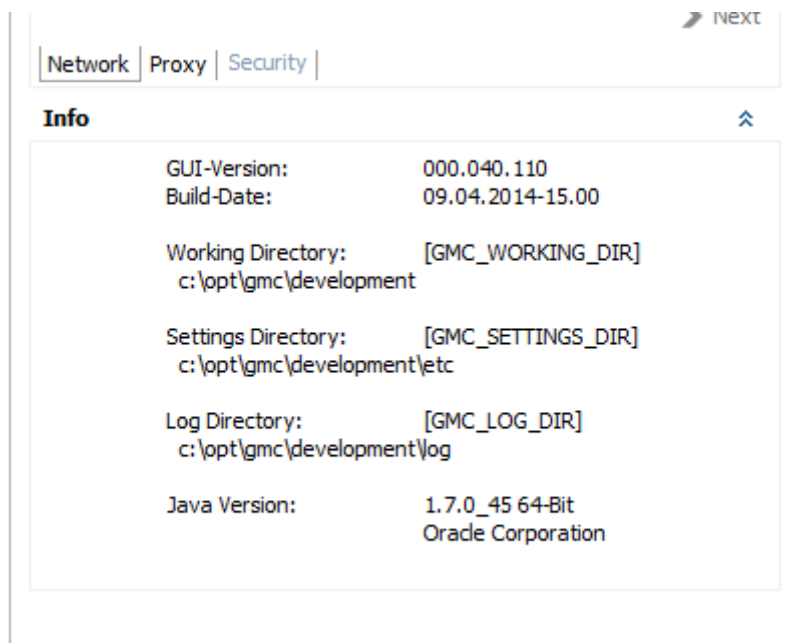 Next
Network Proxy Security
Info
GUI-Version: 000.040.110
Build-Date: 09.04.2014-15.00
Working Directory: [GMC_WORKING_DIR]
c:\opt\gmc\development
Settings Directory: [GMC_SETTINGS_DIR]
c:\opt\gmc\development\etc
Log Directory: [GMC_LOG_DIR]
c:\opt\gmc\development\log
Java Version: 1.7.0_45 64-Bit
Oracle Corporation